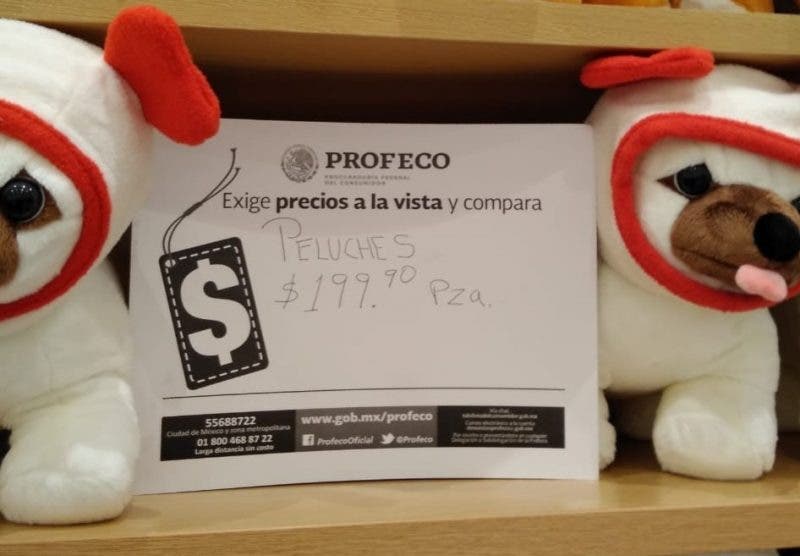 PROFECO
PROCURADURÍA FEDERAL
DEL CONSUMIDOR
Exige precios a la vista y compara
PELUCHES
$199.90 Pza.
$
55688722
Ciudad de México y zona metropolitana
01 800 468 87 22
Larga distancia sin costo
www.gob.mx/profeco
ProfecoOficial @Profeco